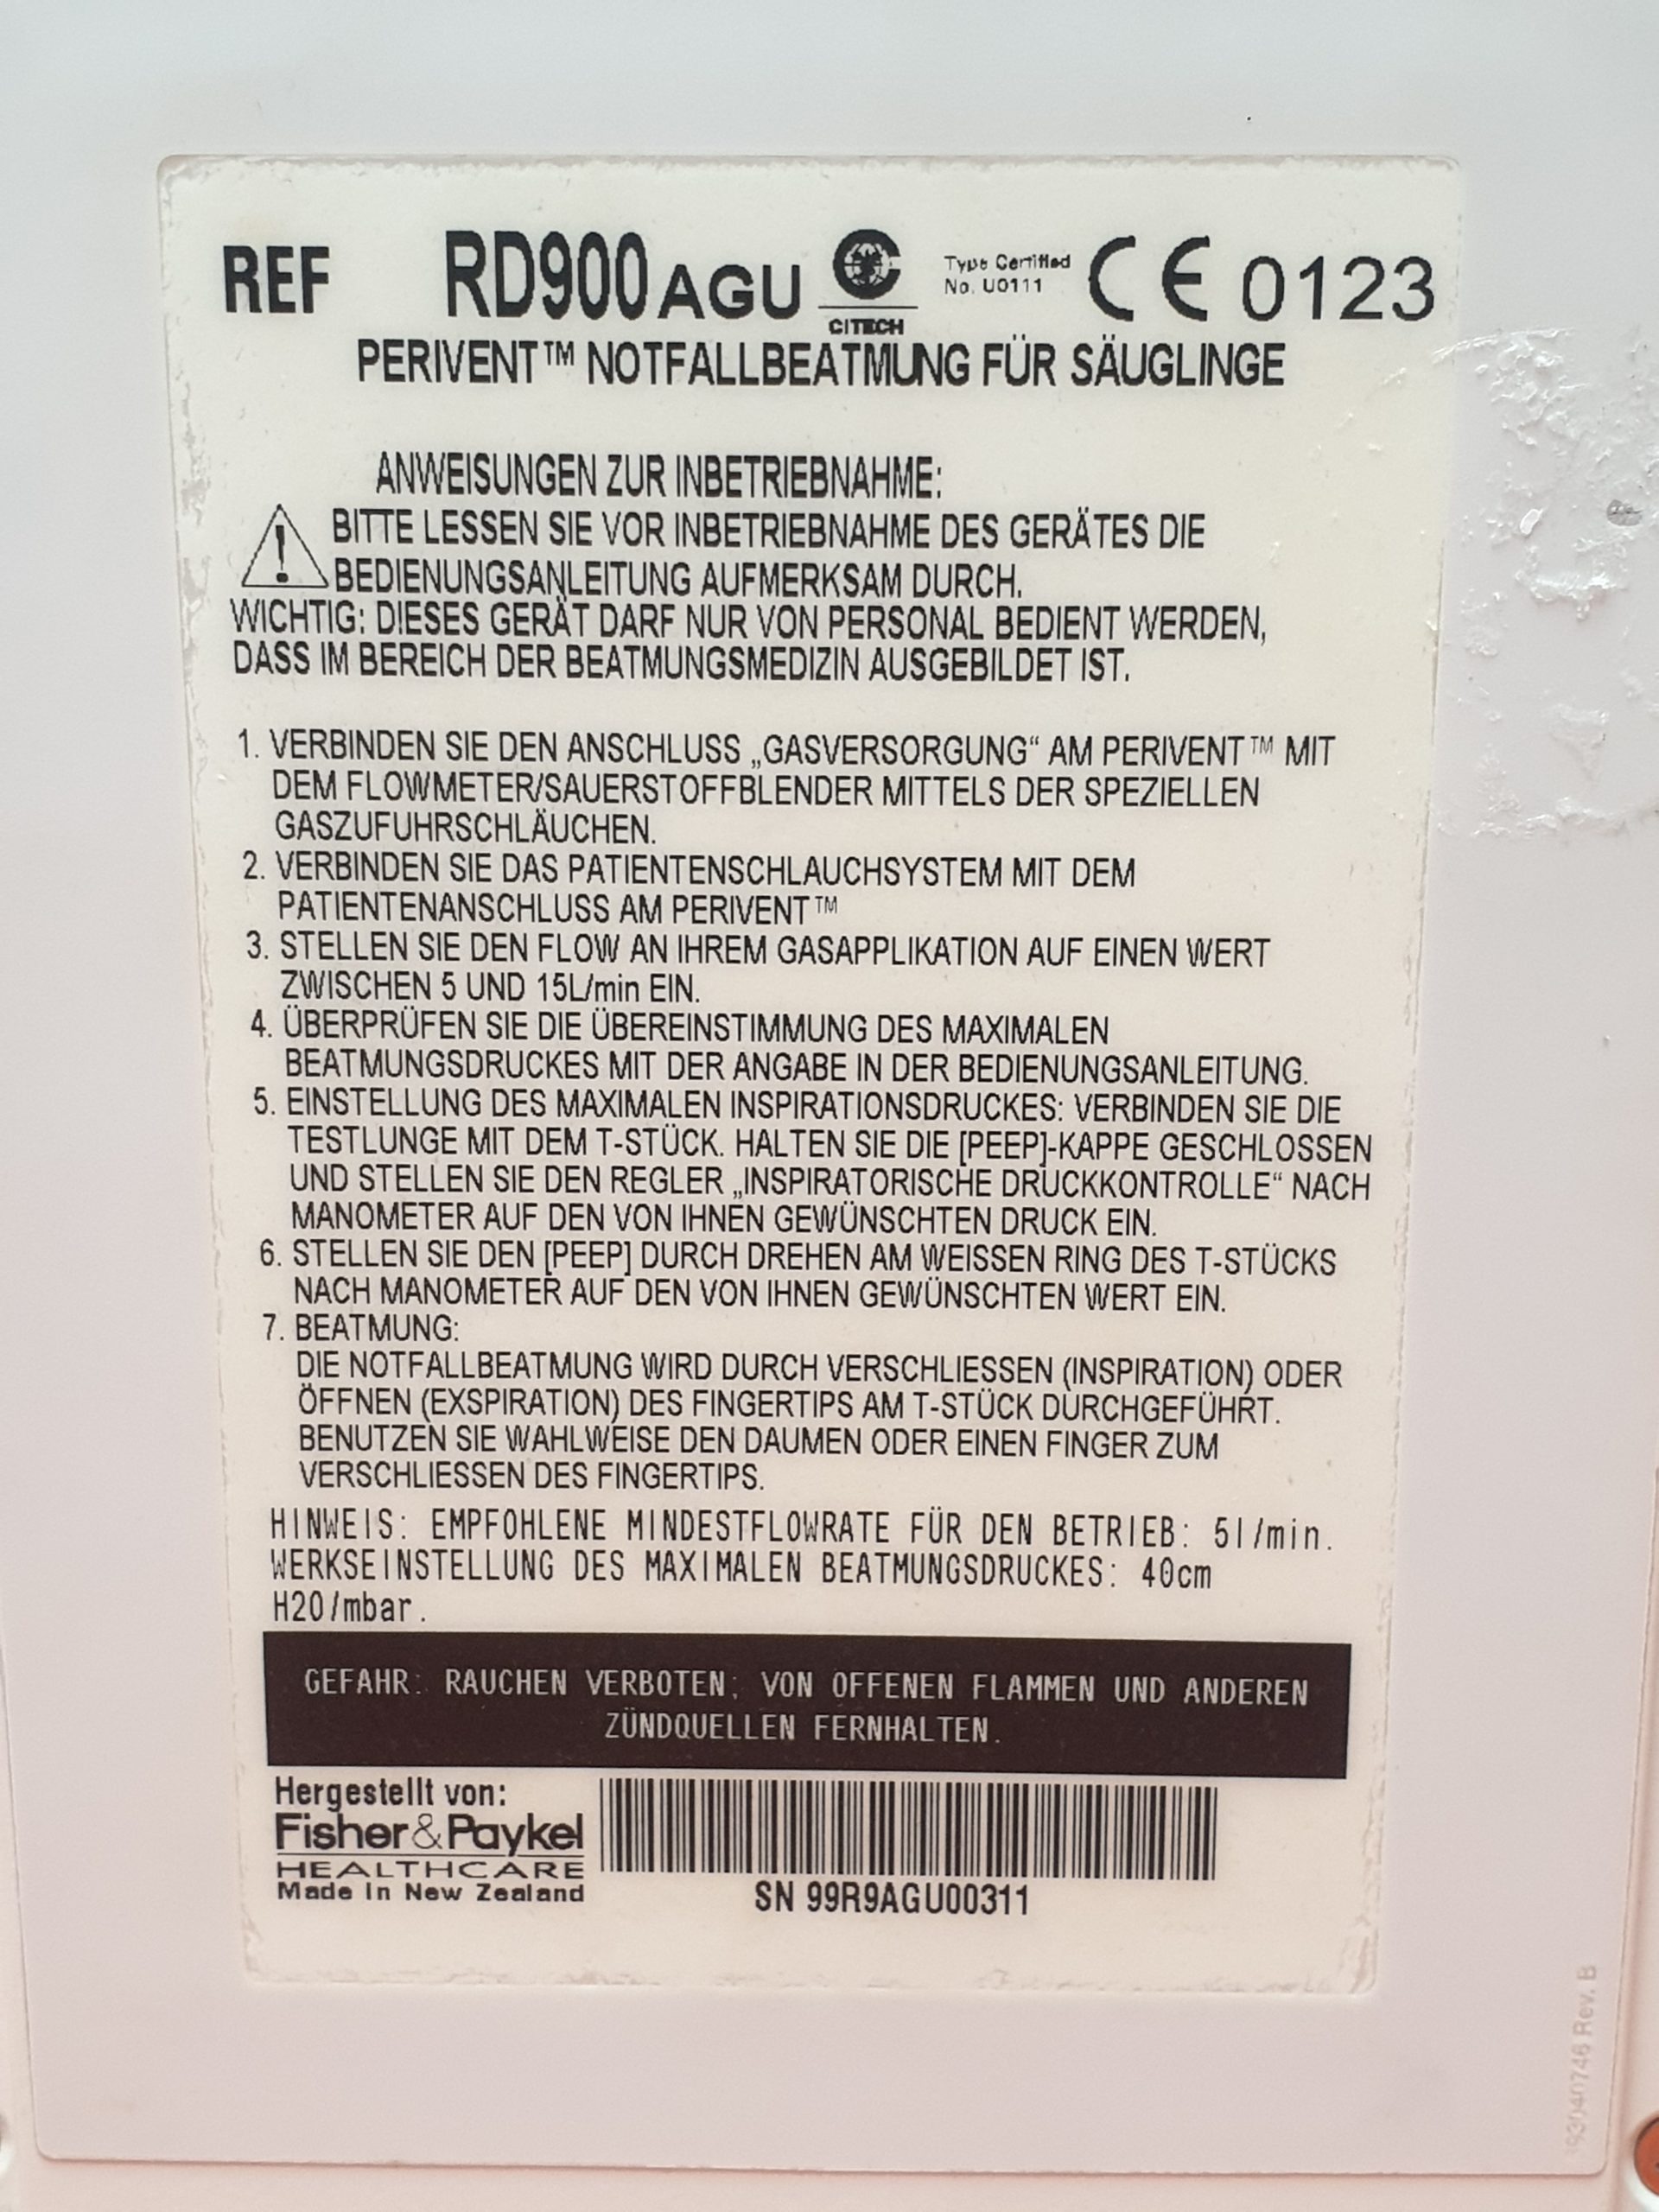 REF RD900AGU CITECH Type Certified No. U0111 CE 0123
PERIVENT™ NOTFALLBEATMUNG FÜR SÄUGLINGE
ANWEISUNGEN ZUR INBETRIEBNAHME:
BITTE LESSEN SIE VOR INBETRIEBNAHME DES GERÄTES DIE
BEDIENUNGSANLEITUNG AUFMERKSAM DURCH.
WICHTIG: DIESES GERÄT DARF NUR VON PERSONAL BEDIENT WERDEN,
DASS IM BEREICH DER BEATMUNGSMEDIZIN AUSGEBILDET IST.
1. VERBINDEN SIE DEN ANSCHLUSS „GASVERSORGUNG“ AM PERIVENT™ MIT
DEM FLOWMETER/SAUERSTOFFBLENDER MITTELS DER SPEZIELLEN
GASZUFUHRSCHLÄUCHEN.
2. VERBINDEN SIE DAS PATIENTENSCHLAUCHSYSTEM MIT DEM
PATIENTENANSCHLUSS AM PERIVENT™
3. STELLEN SIE DEN FLOW AN IHREM GASAPPLIKATION AUF EINEN WERT
ZWISCHEN 5 UND 15L/min EIN.
4. ÜBERPRÜFEN SIE DIE ÜBEREINSTIMMUNG DES MAXIMALEN
BEATMUNGSDRUCKES MIT DER ANGABE IN DER BEDIENUNGSANLEITUNG.
5. EINSTELLUNG DES MAXIMALEN INSPIRATIONSDRUCKES: VERBINDEN SIE DIE
TESTLUNGE MIT DEM T-STÜCK. HALTEN SIE DIE [PEEP]-KAPPE GESCHLOSSEN
UND STELLEN SIE DEN REGLER „INSPIRATORISCHE DRUCKKONTROLLE“ NACH
MANOMETER AUF DEN VON IHNEN GEWÜNSCHTEN DRUCK EIN.
6. STELLEN SIE DEN [PEEP] DURCH DREHEN AM WEISSEN RING DES T-STÜCKS
NACH MANOMETER AUF DEN VON IHNEN GEWÜNSCHTEN WERT EIN.
7. BEATMUNG:
DIE NOTFALLBEATMUNG WIRD DURCH VERSCHLIESSEN (INSPIRATION) ODER
ÖFFNEN (EXSPIRATION) DES FINGERTIPS AM T-STÜCK DURCHGEFÜHRT.
BENUTZEN SIE WAHLWEISE DEN DAUMEN ODER EINEN FINGER ZUM
VERSCHLIESSEN DES FINGERTIPS.
HINWEIS: EMPFOHLENE MINDESTFLOWRATE FÜR DEN BETRIEB: 5l/min.
WERKSEINSTELLUNG DES MAXIMALEN BEATMUNGSDRUCKES: 40cm
H20/mbar.
GEFAHR: RAUCHEN VERBOTEN; VON OFFENEN FLAMMEN UND ANDEREN
ZÜNDQUELLEN FERNHALTEN.
Hergestellt von:
Fisher&Paykel
HEALTHCARE
Made In New Zealand
SN 99R9AGU00311
Rev. B